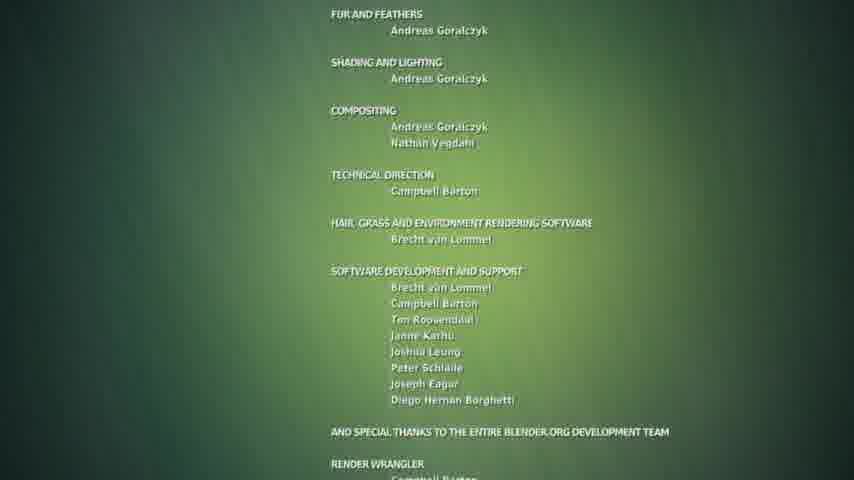 FUR AND FEATHERS
Andreas Goralczyk
SHADING AND LIGHTING
Andreas Goralczyk
COMPOSITING
Andreas Goralczyk
Nathan Vegdahl
TECHNICAL DIRECTION
Campbell Barton
HAIR, GRASS AND ENVIRONMENT RENDERING SOFTWARE
Brecht van Lommel
SOFTWARE DEVELOPMENT AND SUPPORT
Brecht van Lommel
Campbell Barton
Ton Roosendaal
Janne Karhu
Joshua Leung
Peter Schlaile
Joseph Eagar
Diego Hernan Borghetti
AND SPECIAL THANKS TO THE ENTIRE BLENDER.ORG DEVELOPMENT TEAM
RENDER WRANGLER
Campbell Barton